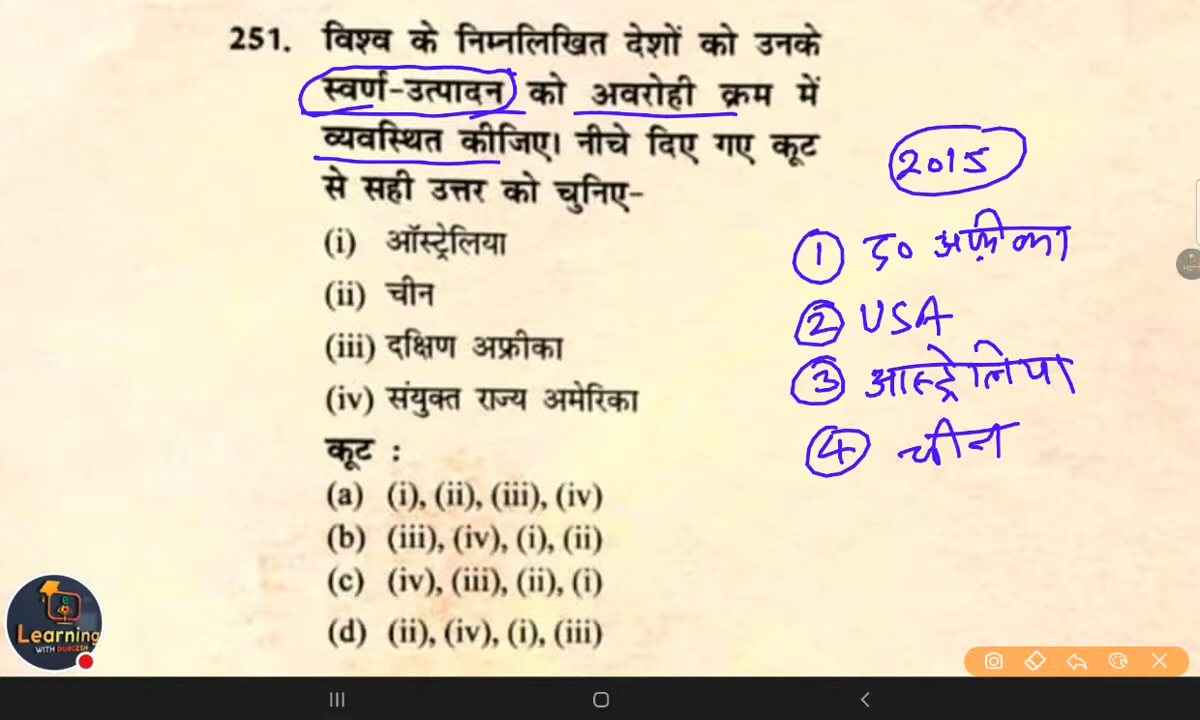 251. विश्व के निम्नलिखित देशों को उनके
स्वर्ण-उत्पादन को अवरोही क्रम में
व्यवस्थित कीजिए। नीचे दिए गए कूट
से सही उत्तर को चुनिए-
(i) ऑस्ट्रेलिया
(ii) चीन
(iii) दक्षिण अफ्रीका
(iv) संयुक्त राज्य अमेरिका
कूट :
(a) (i), (ii), (iii), (iv)
(b) (iii), (iv), (i), (ii)
(c) (iv), (iii), (ii), (i)
(d) (ii), (iv), (i), (iii)
2015
1 द० अफ्रीका
2 USA
3 आस्ट्रेलिया
4 चीन
Learning
WITH DURGESH